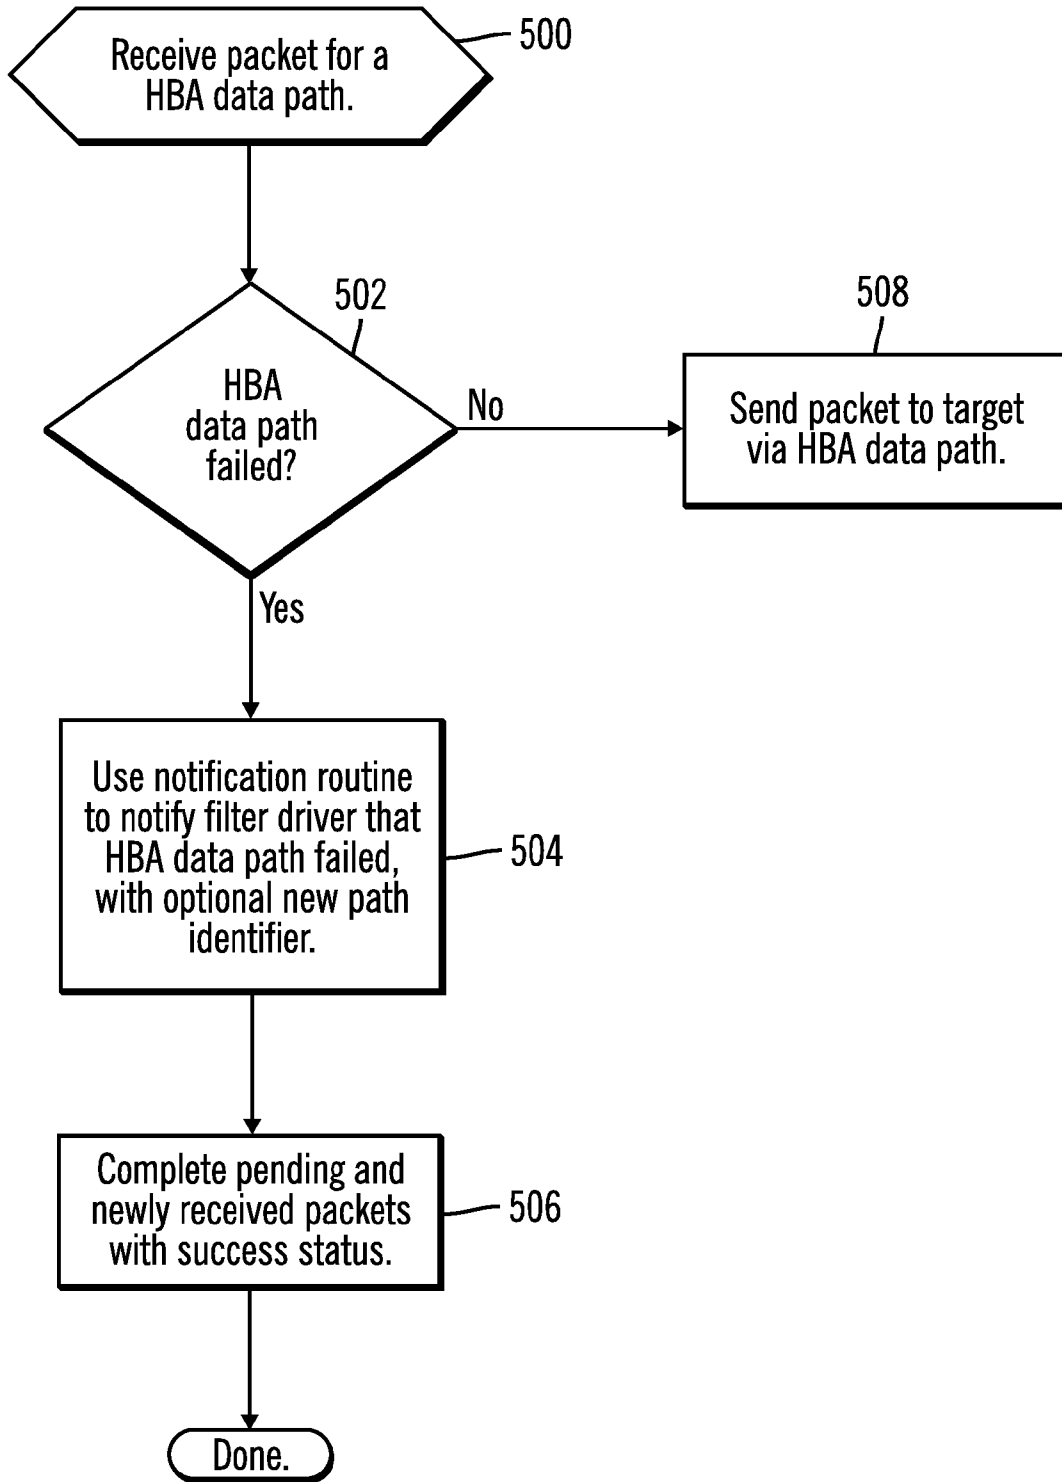 Receive packet for a
HBA data path.
500
502
HBA
data path
failed?
No
508
Send packet to target
via HBA data path.
Yes
Use notification routine
to notify filter driver that
HBA data path failed,
with optional new path
identifier.
504
Complete pending and
newly received packets
with success status.
506
Done.